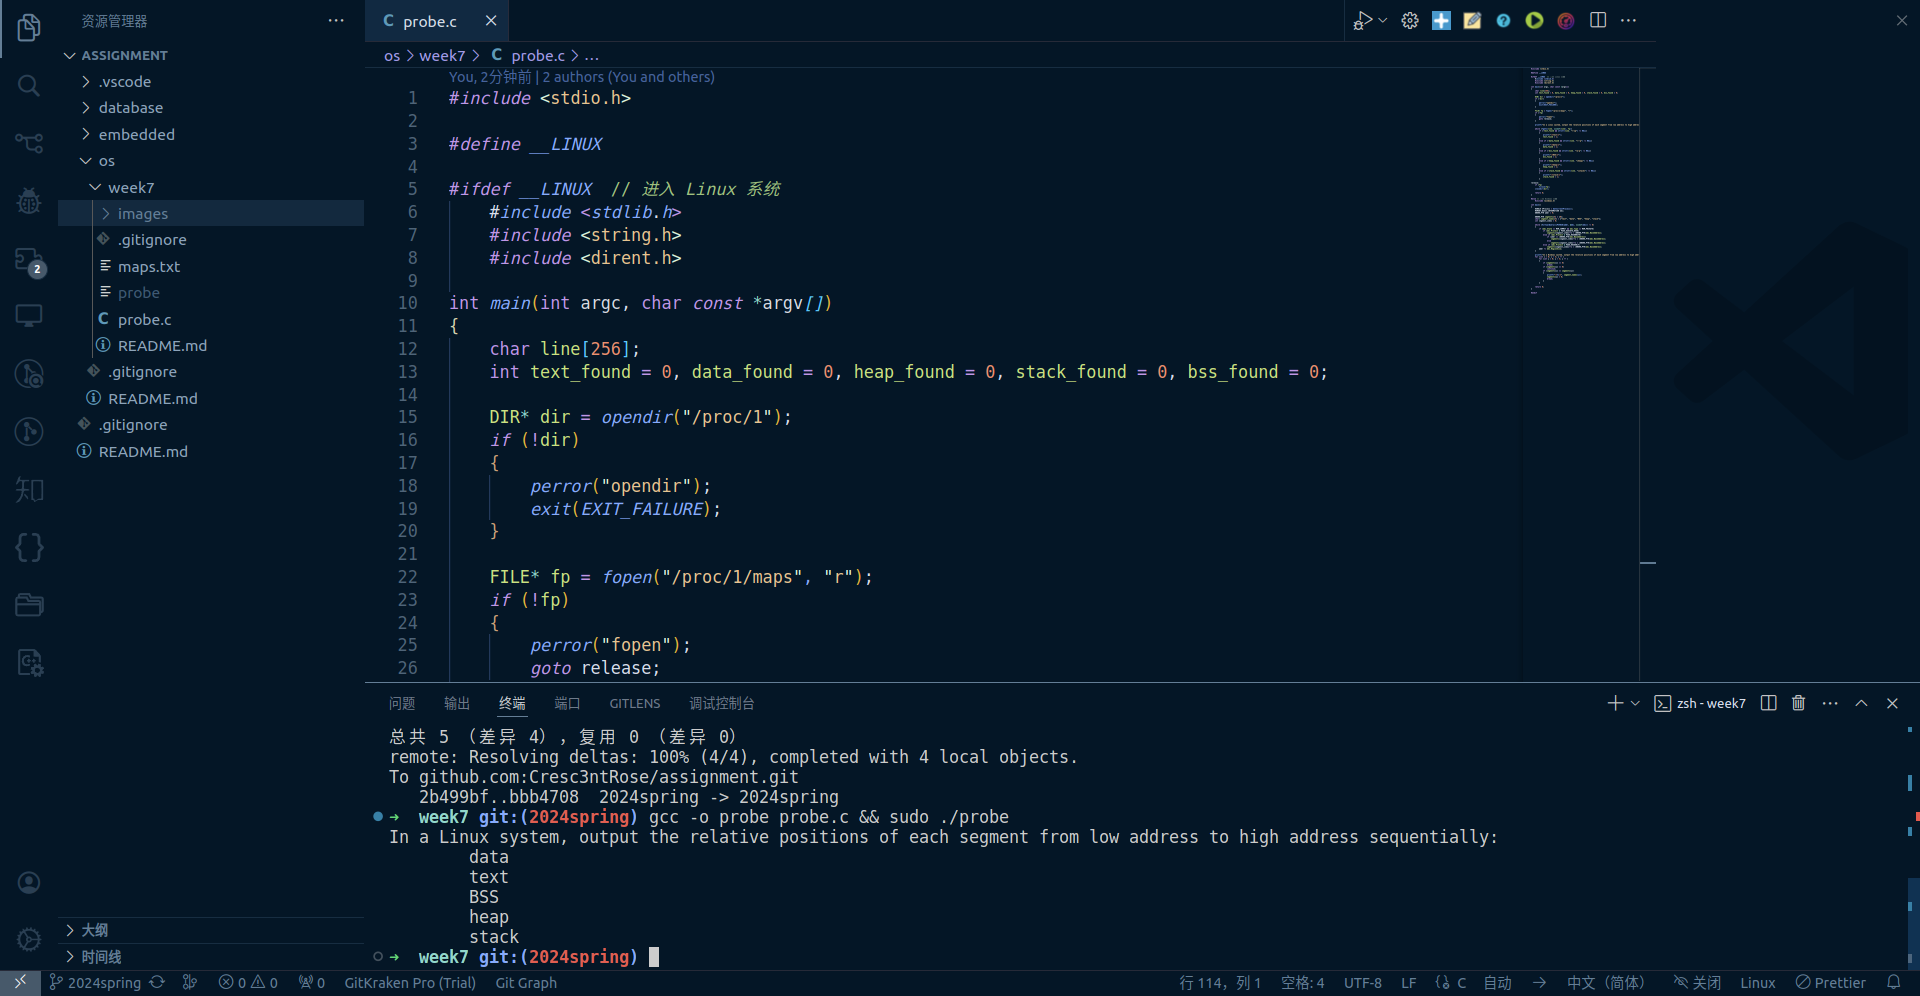 资源管理器
ASSIGNMENT
.vscode
database
embedded
os
week7
images
.gitignore
maps.txt
probe
probe.c
README.md
.gitignore
README.md
.gitignore
README.md
大纲
时间线
2
知
C probe.c
os > week7 > C probe.c > ...
You, 2分钟前 | 2 authors (You and others)
1 #include <stdio.h>
2
3 #define __LINUX
4
5 #ifdef __LINUX // 进入 Linux 系统
6 #include <stdlib.h>
7 #include <string.h>
8 #include <dirent.h>
9
10 int main(int argc, char const *argv[])
11 {
12 char line[256];
13 int text_found = 0, data_found = 0, heap_found = 0, stack_found = 0, bss_found = 0;
14
15 DIR* dir = opendir("/proc/1");
16 if (!dir)
17 {
18 perror("opendir");
19 exit(EXIT_FAILURE);
20 }
21
22 FILE* fp = fopen("/proc/1/maps", "r");
23 if (!fp)
24 {
25 perror("fopen");
26 goto release;
问题 输出 终端 端口 GITLENS 调试控制台
zsh - week7
总共 5 （差异 4），复用 0 （差异 0）
remote: Resolving deltas: 100% (4/4), completed with 4 local objects.
To github.com:Cresc3ntRose/assignment.git
2b499bf..bbb4708 2024spring -> 2024spring
➜ week7 git:(2024spring) gcc -o probe probe.c && sudo ./probe
In a Linux system, output the relative positions of each segment from low address to high address sequentially:
data
text
BSS
heap
stack
➜ week7 git:(2024spring)
2024spring 0 0 0 GitKraken Pro (Trial) Git Graph 行 114，列 1 空格: 4 UTF-8 LF C 自动 中文（简体） 关闭 Linux Prettier